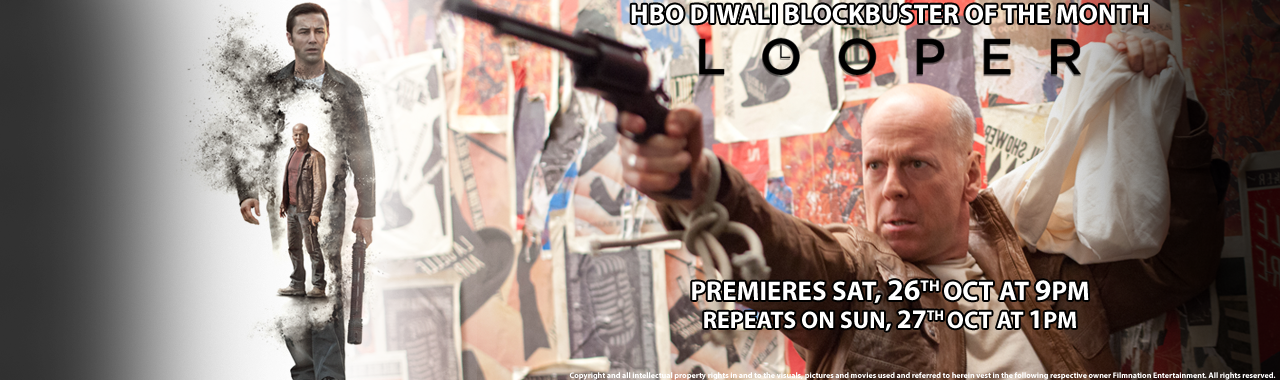 HBO DIWALI BLOCKBUSTER OF THE MONTH
LOOPER
PREMIERES SAT, 26TH OCT AT 9PM
REPEATS ON SUN, 27TH OCT AT 1PM
Copyright and all intellectual property rights in and to the visuals, pictures and movies used and referred to herein vest in the following respective owner Filmnation Entertainment. All rights reserved.